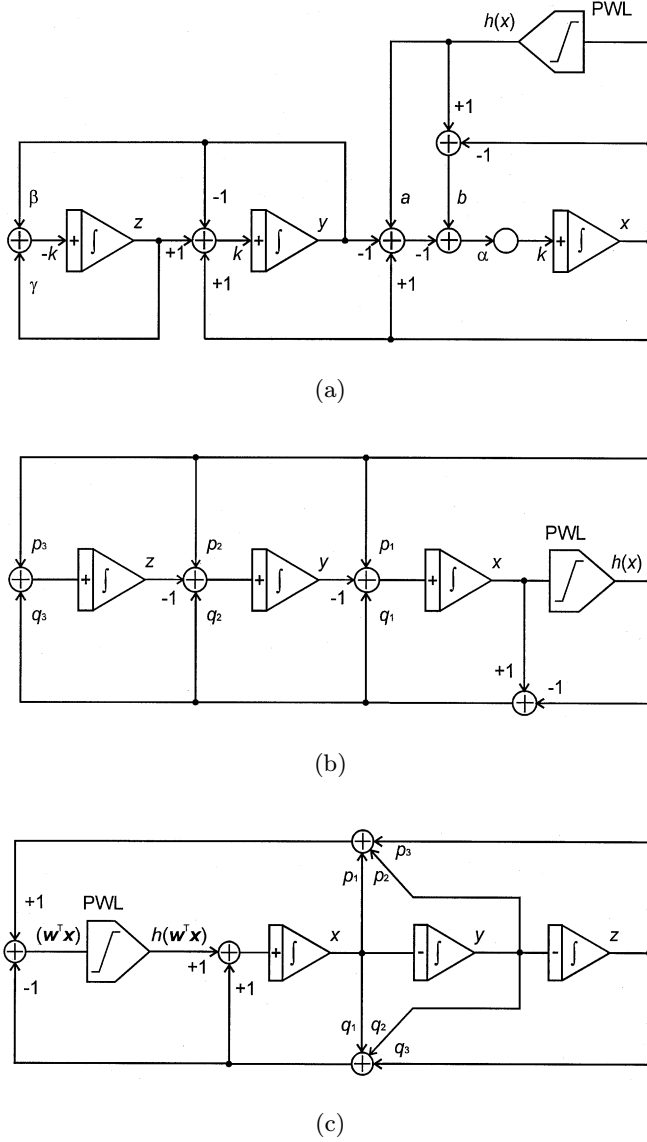 h(x) PWL
+1
-1
β -1 a b
z y x
-k +1 k -1 -1 α k
γ +1 +1
(a)
p₃ p₂ p₁ PWL
z y x h(x)
-1 -1
q₃ q₂ q₁
+1 -1
(b)
p₃
+1 PWL p₁ p₂
(wᵀx) h(wᵀx) x y z
+1
-1 +1
q₁ q₂
q₃
(c)